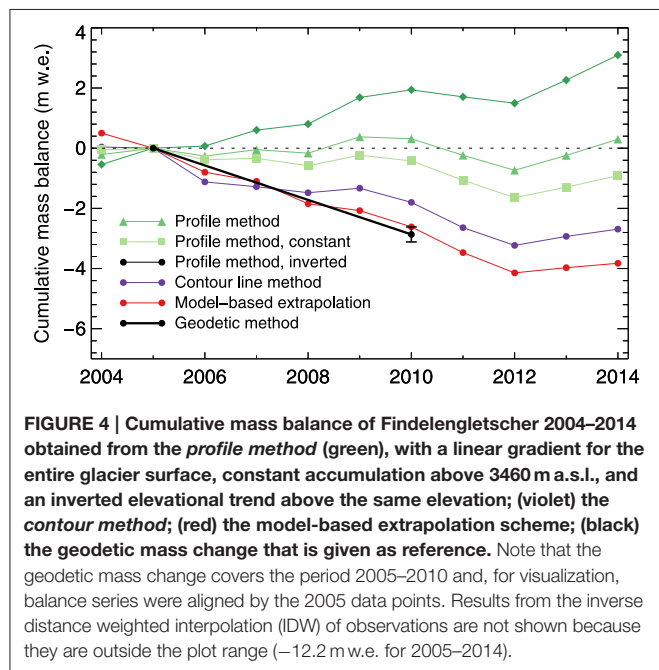 4
2
0
−2
−4
−6
Cumulative mass balance (m w.e.)
Profile method
Profile method, constant
Profile method, inverted
Contour line method
Model−based extrapolation
Geodetic method
2004 2006 2008 2010 2012 2014
FIGURE 4 | Cumulative mass balance of Findelengletscher 2004–2014
obtained from the profile method (green), with a linear gradient for the
entire glacier surface, constant accumulation above 3460 m a.s.l., and
an inverted elevational trend above the same elevation; (violet) the
contour method; (red) the model-based extrapolation scheme; (black)
the geodetic mass change that is given as reference. Note that the
geodetic mass change covers the period 2005–2010 and, for visualization,
balance series were aligned by the 2005 data points. Results from the inverse
distance weighted interpolation (IDW) of observations are not shown because
they are outside the plot range (−12.2 m w.e. for 2005–2014).